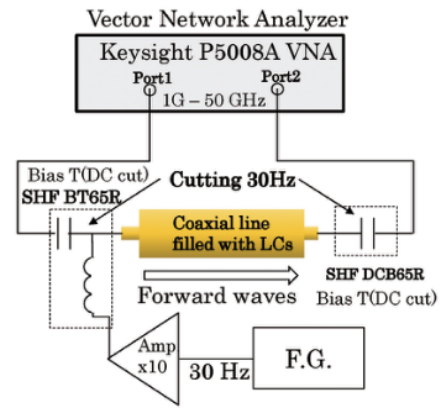 Vector Network Analyzer
Keysight P5008A VNA
Port1
Port2
1G – 50 GHz
Bias T(DC cut)
SHF BT65R
Cutting 30Hz
Coaxial line
filled with LCs
Forward waves
SHF DCB65R
Bias T(DC cut)
Amp
x10
30 Hz
F.G.